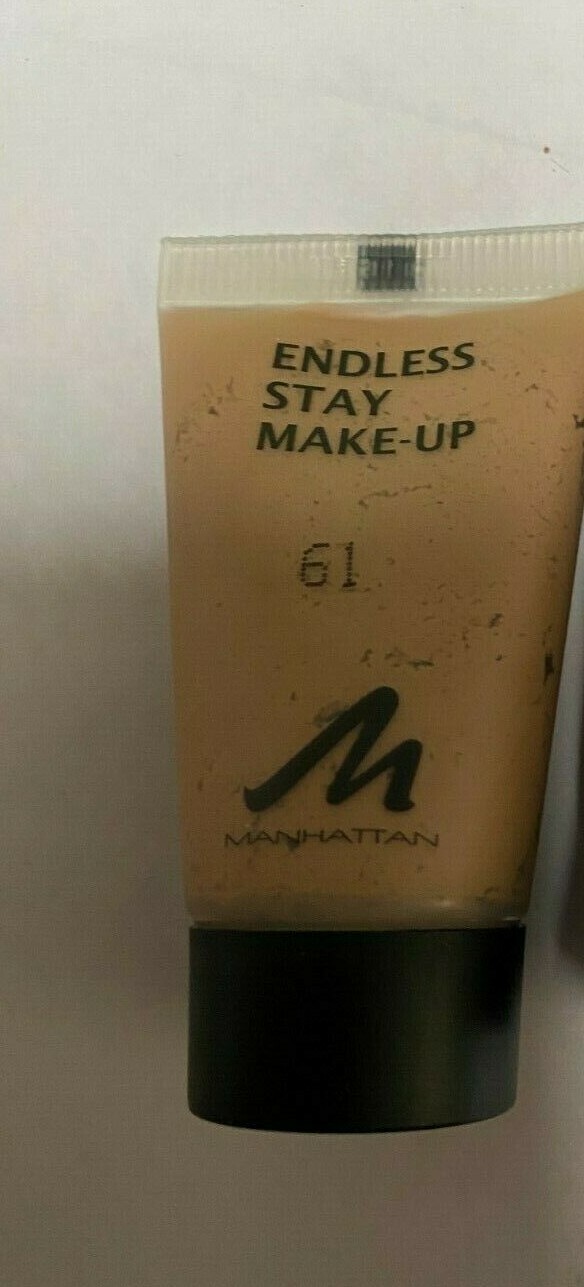 ENDLESS
STAY
MAKE-UP
61
M
MANHATTAN